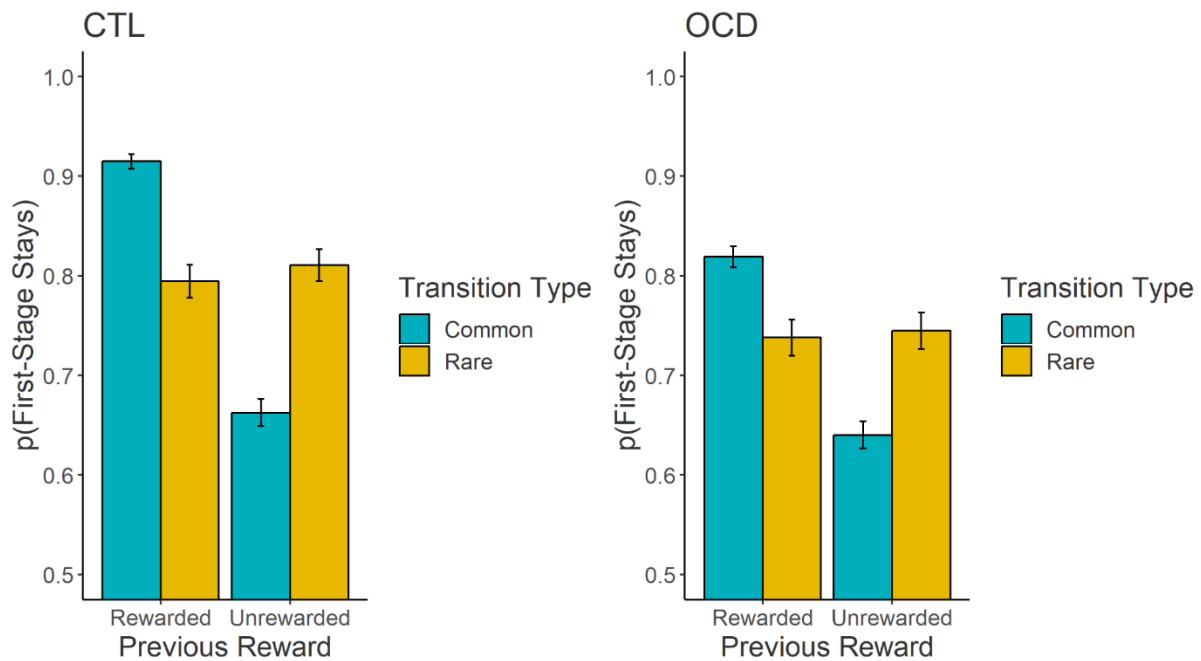 CTL
1.0
0.9
0.8
0.7
0.6
0.5
p(First-Stage Stays)
Rewarded Unrewarded
Previous Reward
Transition Type
Common
Rare
OCD
1.0
0.9
0.8
0.7
0.6
0.5
p(First-Stage Stays)
Rewarded Unrewarded
Previous Reward
Transition Type
Common
Rare